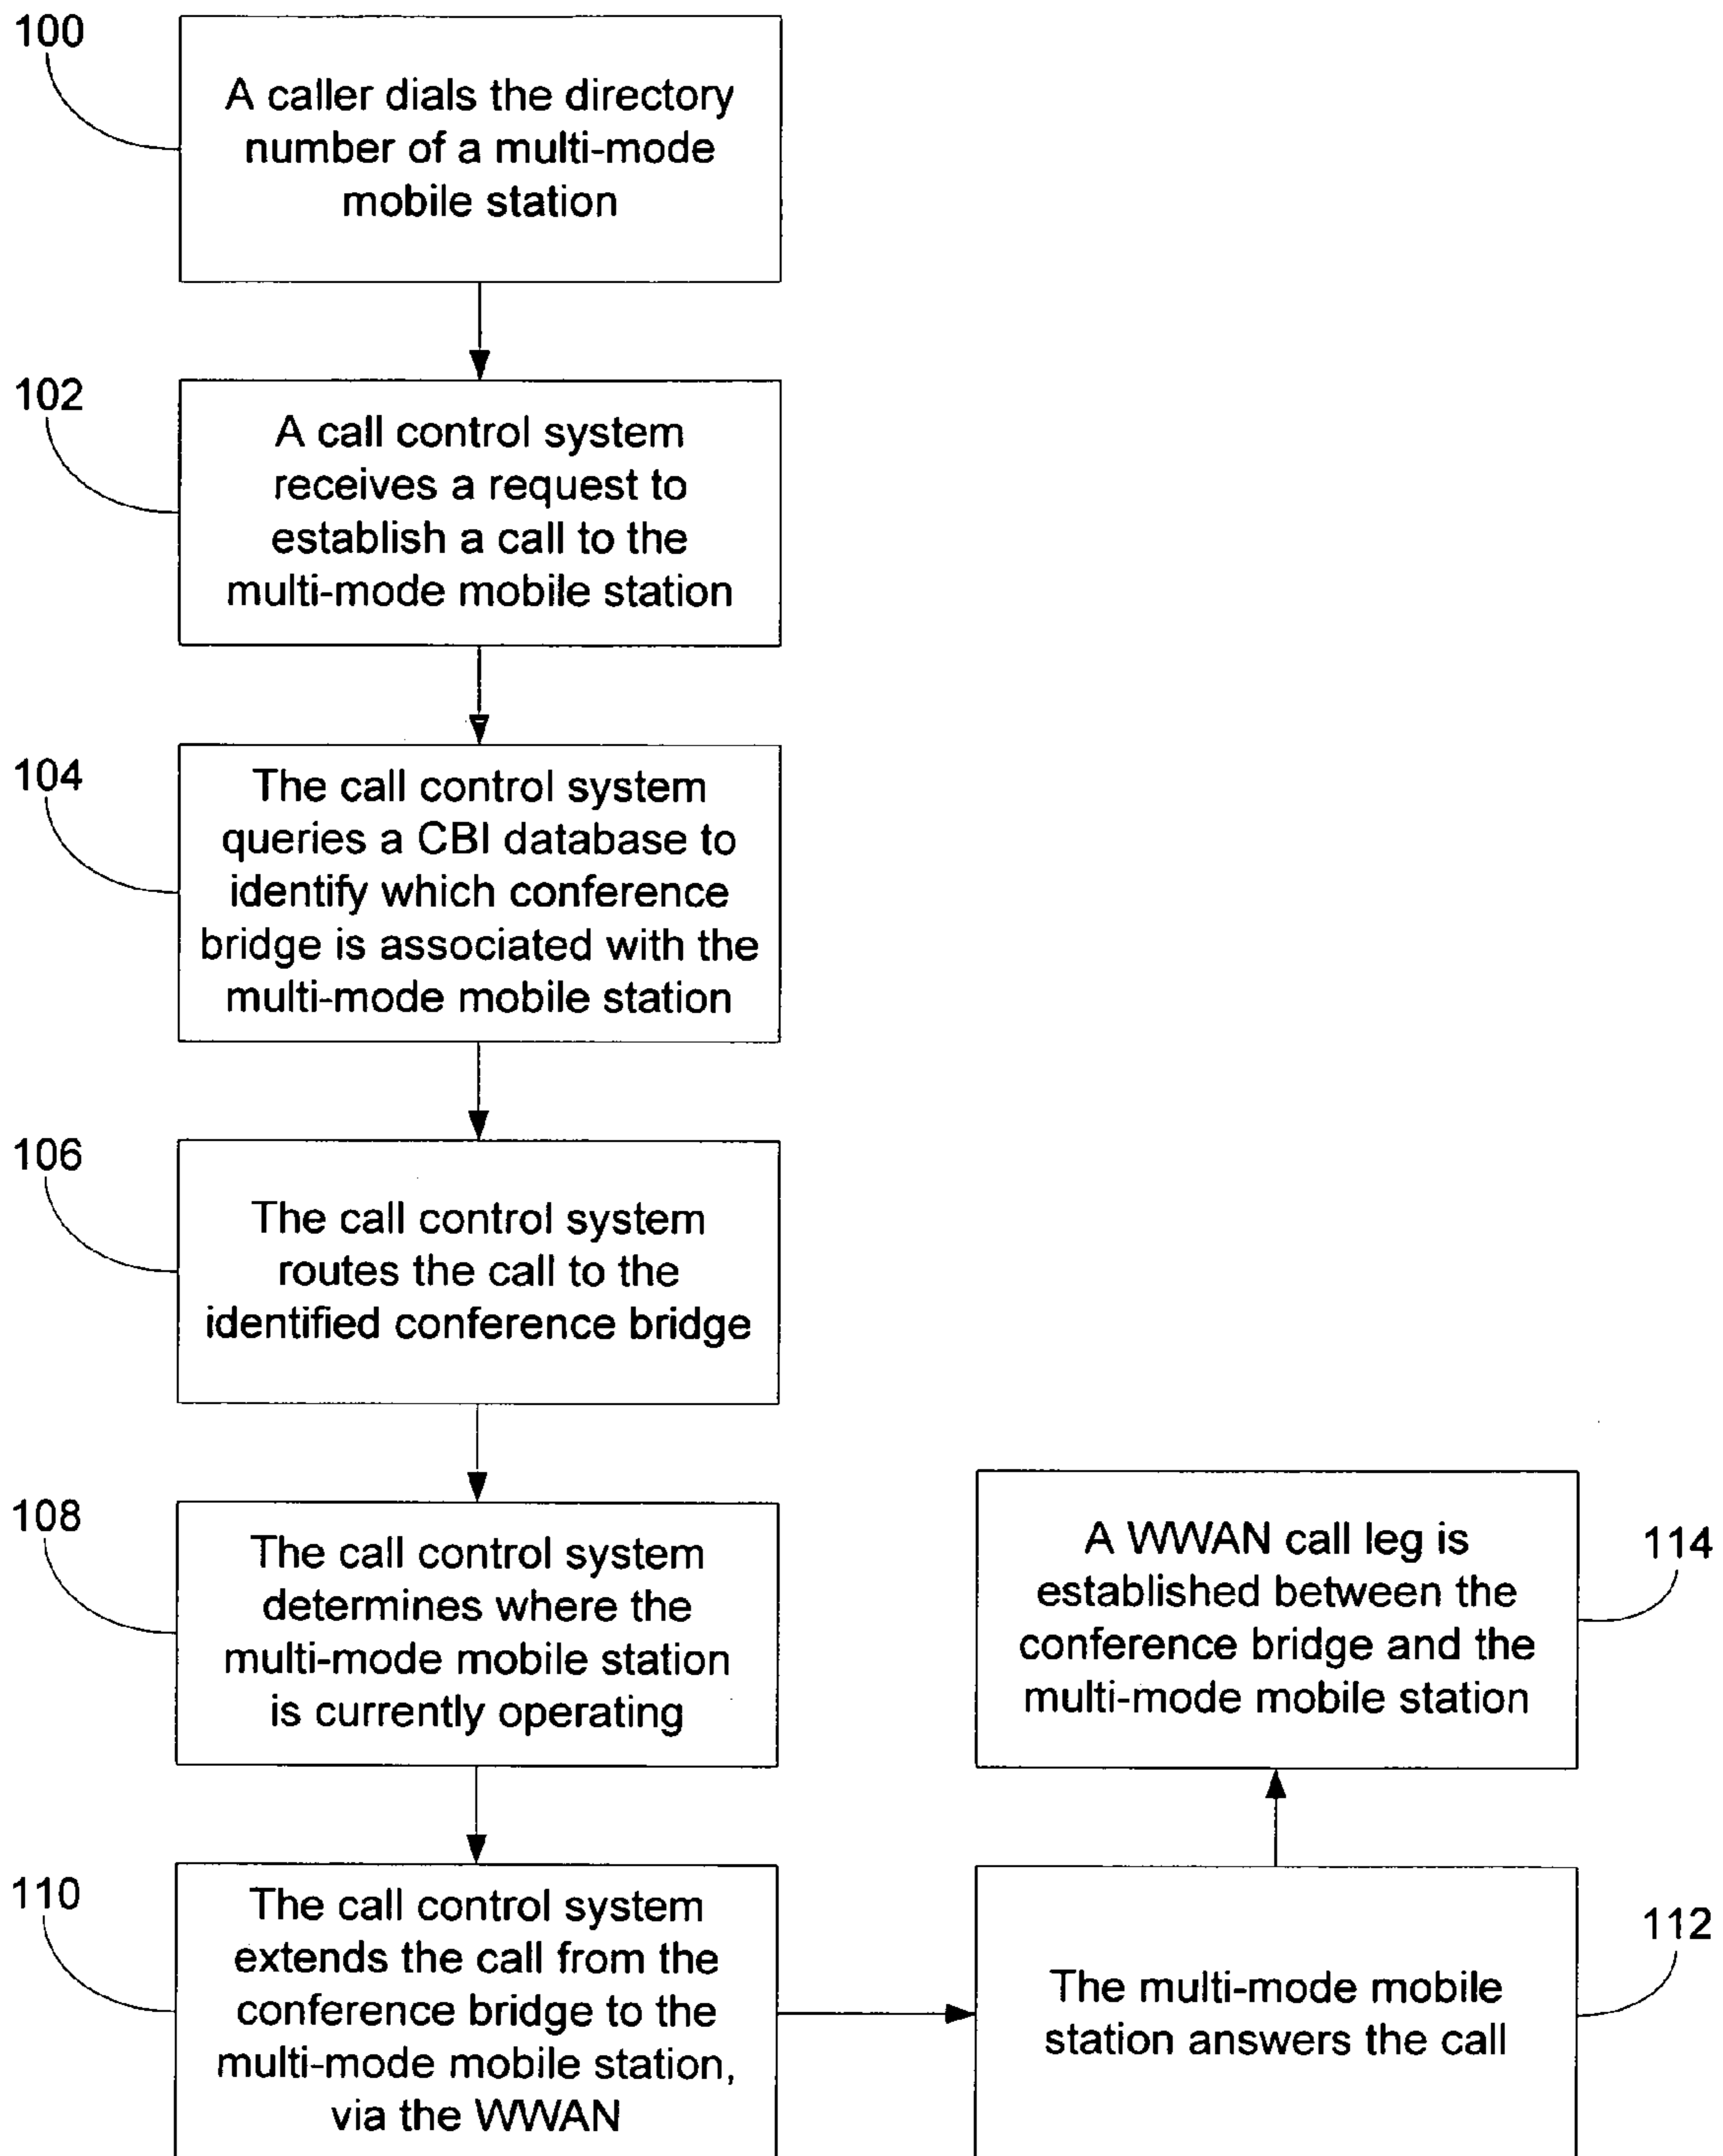 100
A caller dials the directory
number of a multi-mode
mobile station
102
A call control system
receives a request to
establish a call to the
multi-mode mobile station
104
The call control system
queries a CBI database to
identify which conference
bridge is associated with the
multi-mode mobile station
106
The call control system
routes the call to the
identified conference bridge
108
The call control system
determines where the
multi-mode mobile station
is currently operating
110
The call control system
extends the call from the
conference bridge to the
multi-mode mobile station,
via the WWAN
112
The multi-mode mobile
station answers the call
114
A WWAN call leg is
established between the
conference bridge and the
multi-mode mobile station